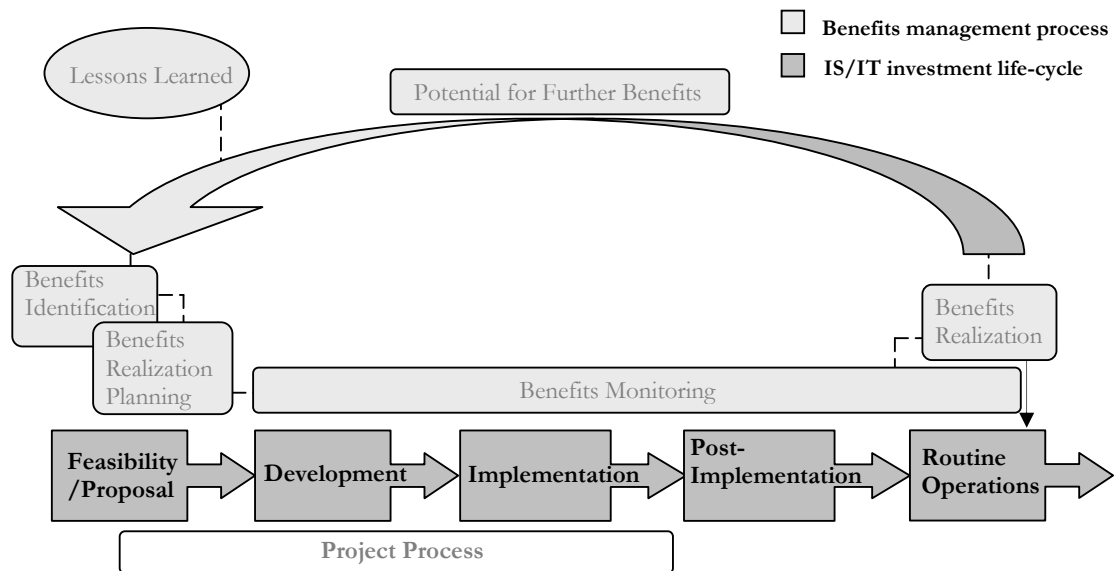 Benefits management process
IS/IT investment life-cycle
Lessons Learned
Potential for Further Benefits
Benefits
Identification
Benefits
Realization
Planning
Benefits
Realization
Benefits Monitoring
Feasibility
/Proposal
Development
Implementation
Post-
Implementation
Routine
Operations
Project Process